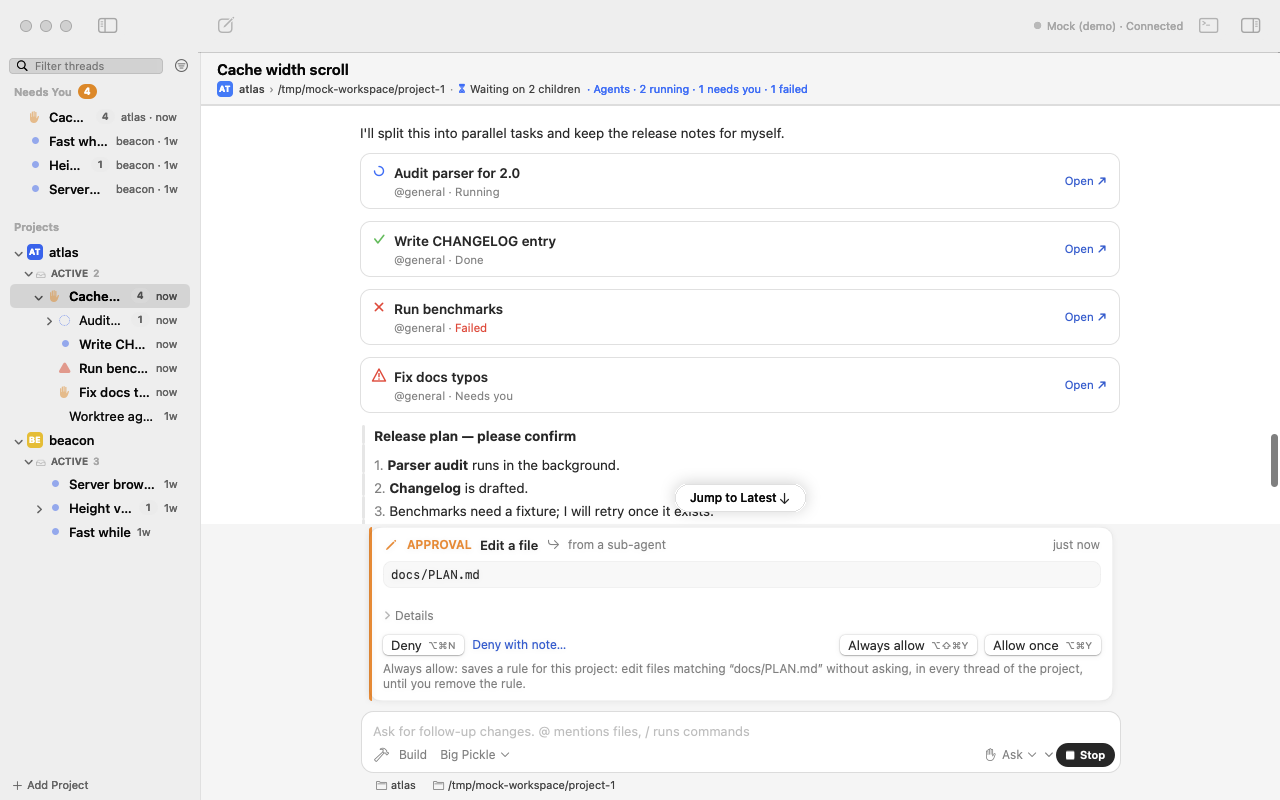 Mock (demo) · Connected
Filter threads
Needs You 4
Cac... 4 atlas · now
Fast wh... beacon · 1w
Hei... 1 beacon · 1w
Server... beacon · 1w
Projects
AT atlas
ACTIVE 2
Cache... 4 now
Audit... 1 now
Write CH... now
Run benc... now
Fix docs t... now
Worktree ag... 1w
BE beacon
ACTIVE 3
Server brow... 1w
Height v... 1 1w
Fast while 1w
+ Add Project
Cache width scroll
AT atlas › /tmp/mock-workspace/project-1 · Waiting on 2 children · Agents · 2 running · 1 needs you · 1 failed
I'll split this into parallel tasks and keep the release notes for myself.
Audit parser for 2.0
@general · Running
Open ↗
Write CHANGELOG entry
@general · Done
Open ↗
Run benchmarks
@general · Failed
Open ↗
Fix docs typos
@general · Needs you
Open ↗
Release plan — please confirm
1. Parser audit runs in the background.
2. Changelog is drafted.
3. Benchmarks need a fixture; I will retry once it exists.
Jump to Latest ↓
APPROVAL Edit a file from a sub-agent just now
docs/PLAN.md
Details
Deny ⌥⌘N Deny with note... Always allow ⌥⇧⌘Y Allow once ⌥⌘Y
Always allow: saves a rule for this project: edit files matching “docs/PLAN.md” without asking, in every thread of the project,
until you remove the rule.
Ask for follow-up changes. @ mentions files, / runs commands
Build Big Pickle Ask Stop
atlas /tmp/mock-workspace/project-1